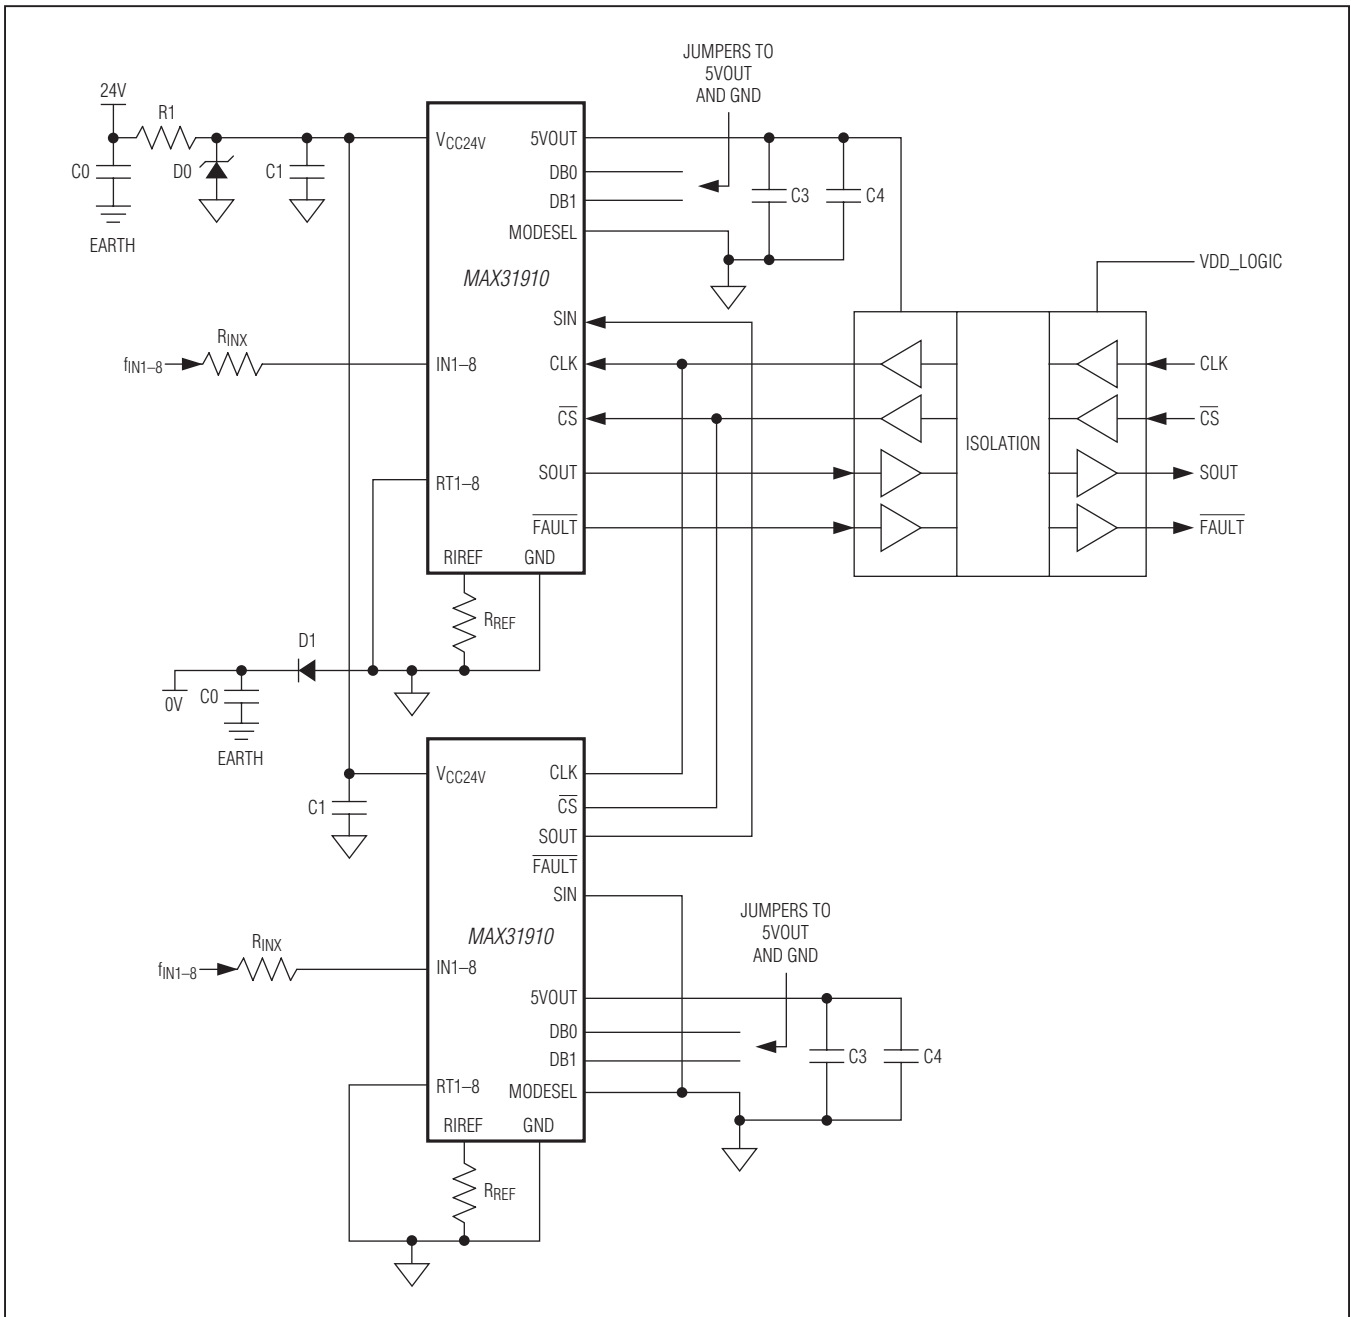 JUMPERS TO
5VOUT
AND GND
24V
R1
C0
D0
C1
EARTH
VCC24V
5VOUT
DB0
DB1
MODESEL
C3
C4
MAX31910
VDD_LOGIC
SIN
RINX
fIN1–8
IN1–8
CLK
CLK
CS
CS
ISOLATION
RT1–8
SOUT
SOUT
FAULT
FAULT
RIREF
GND
RREF
D1
0V
C0
EARTH
VCC24V
CLK
CS
C1
SOUT
FAULT
SIN
JUMPERS TO
5VOUT
AND GND
MAX31910
RINX
fIN1–8
IN1–8
5VOUT
DB0
DB1
C3
C4
RT1–8
MODESEL
RIREF
GND
RREF